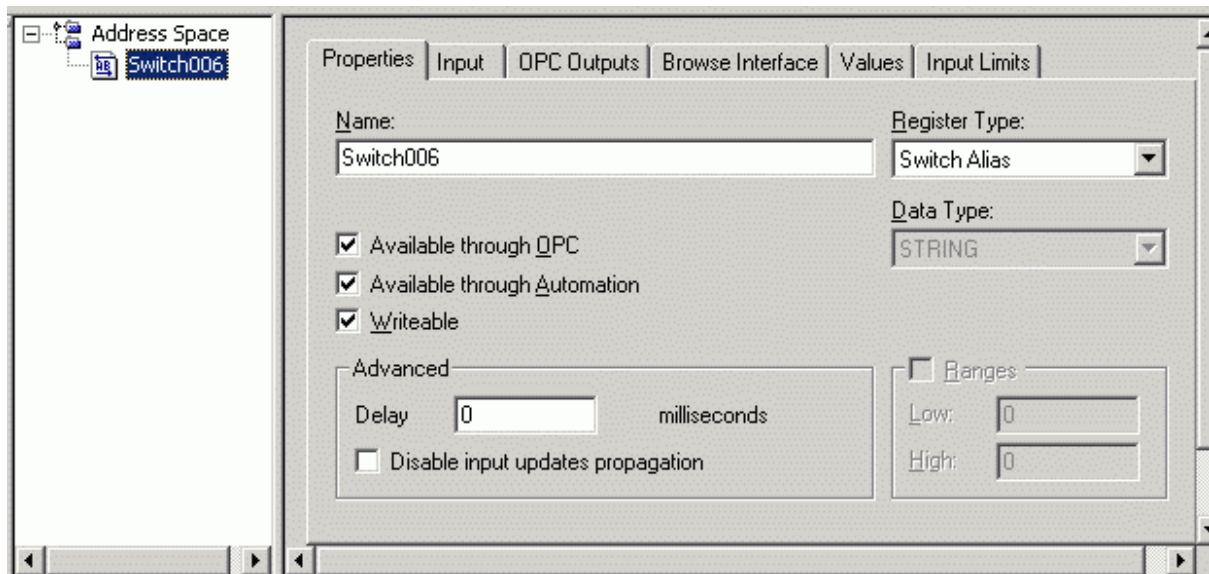 Address Space
Switch006
Properties Input OPC Outputs Browse Interface Values Input Limits
Name: Register Type:
Switch006 Switch Alias
Data Type:
Available through OPC STRING
Available through Automation
Writeable
Advanced Ranges
Delay 0 milliseconds Low: 0
Disable input updates propagation High: 0